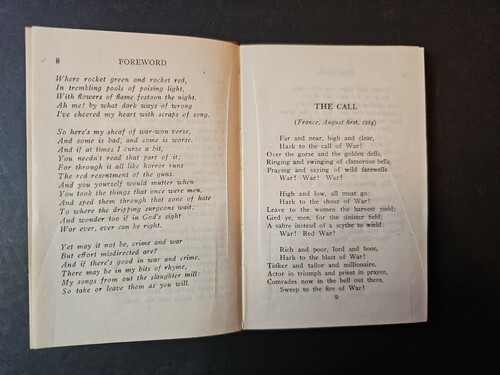 8 FOREWORD
Where rocket green and rocket red,
In trembling pools of poising light,
With flowers of flame festoon the night.
Ah me! by what dark ways of wrong
I've cheered my heart with scraps of song.
So here's my sheaf of war-won verse,
And some is bad, and some is worse.
And if at times I curse a bit,
You needn't read that part of it;
For through it all like horror runs
The red resentment of the guns.
And you yourself would mutter when
You took the things that once were men,
And sped them through that zone of hate
To where the dripping surgeons wait;
And wonder too if in God's sight
War ever, ever can be right.
Yet may it not be, crime and war
But effort misdirected are?
And if there's good in war and crime,
There may be in my bits of rhyme,
My songs from out the slaughter mill:
So take or leave them as you will.
THE CALL
(France, August first, 1914)
Far and near, high and clear,
Hark to the call of War!
Over the gorse and the golden dells,
Ringing and swinging of clamorous bells,
Praying and saying of wild farewells:
War! War! War!
High and low, all must go:
Hark to the shout of War!
Leave to the women the harvest yield;
Gird ye, men, for the sinister field;
A sabre instead of a scythe to wield:
War! Red War!
Rich and poor, lord and boor,
Hark to the blast of War!
Tinker and tailor and millionaire,
Actor in triumph and priest in prayer,
Comrades now in the hell out there,
Sweep to the fire of War!
9